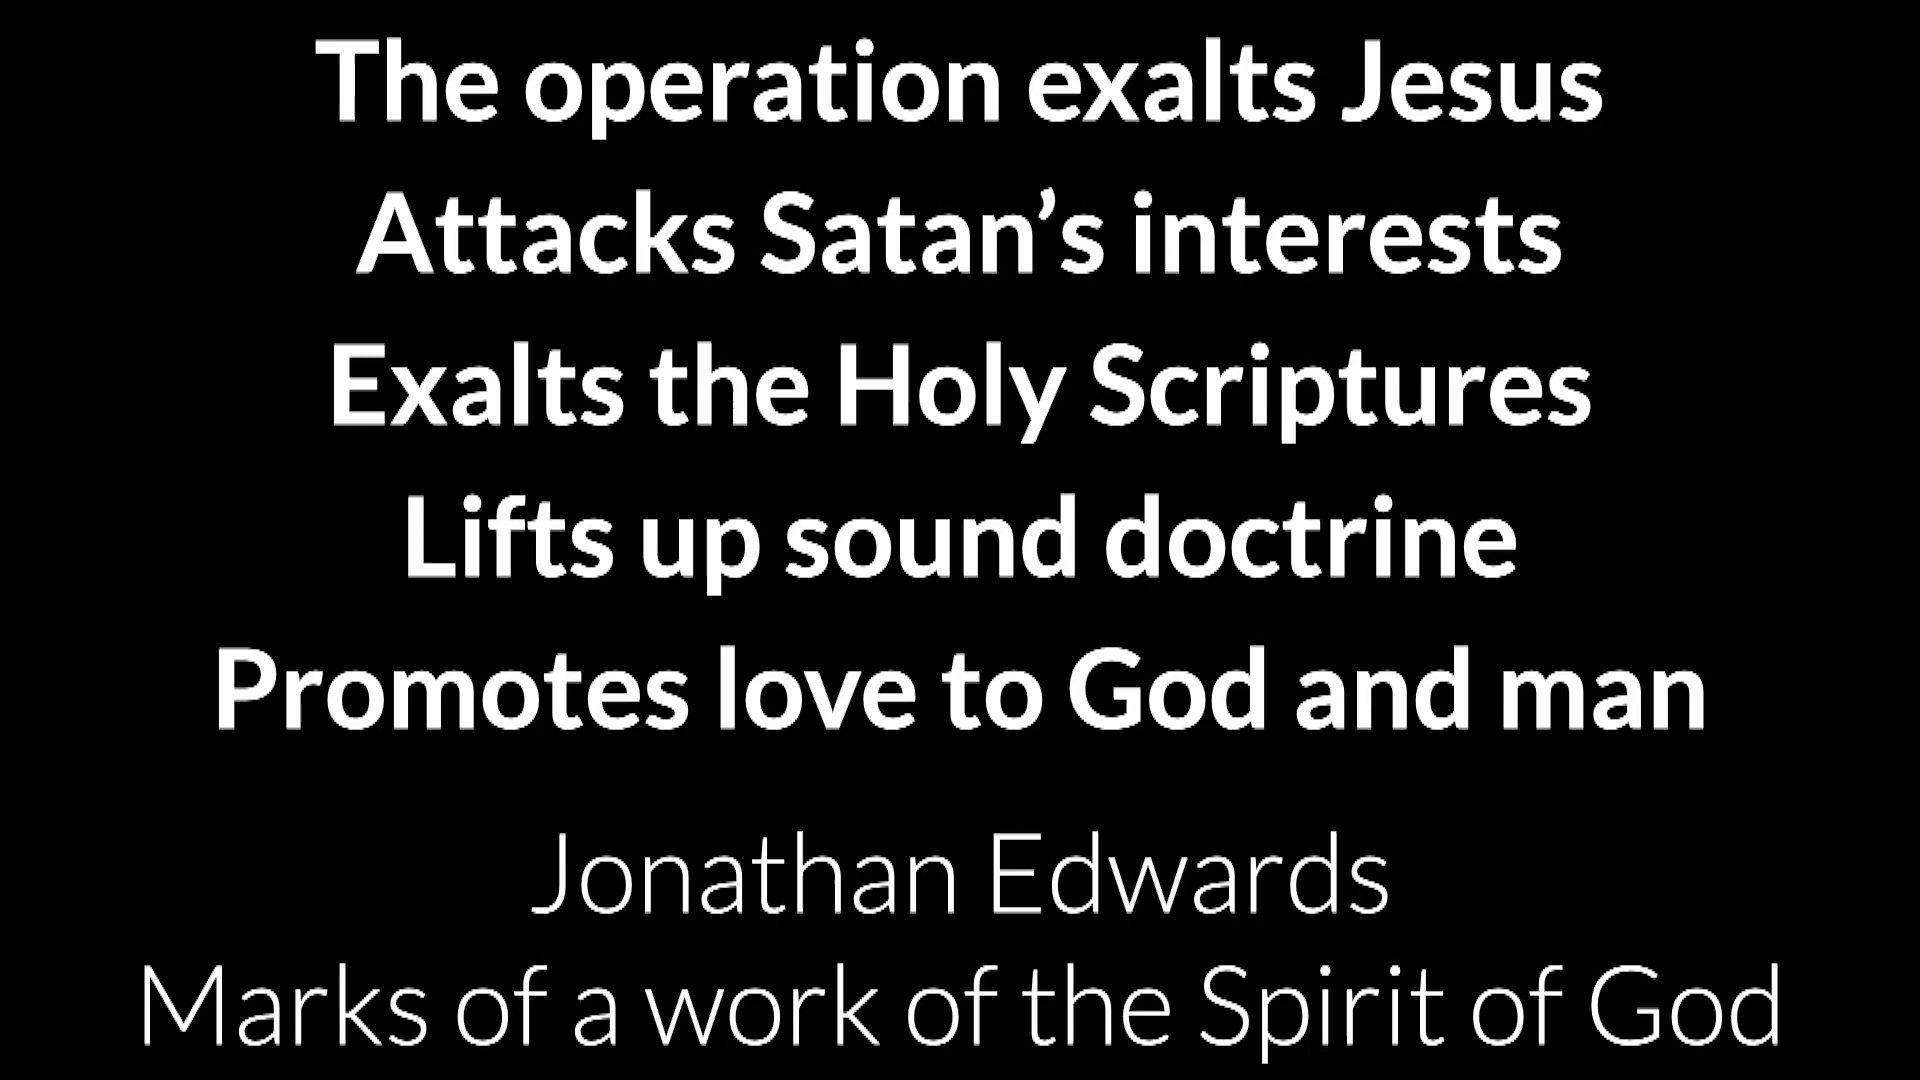 The operation exalts Jesus
Attacks Satan’s interests
Exalts the Holy Scriptures
Lifts up sound doctrine
Promotes love to God and man
Jonathan Edwards
Marks of a work of the Spirit of God